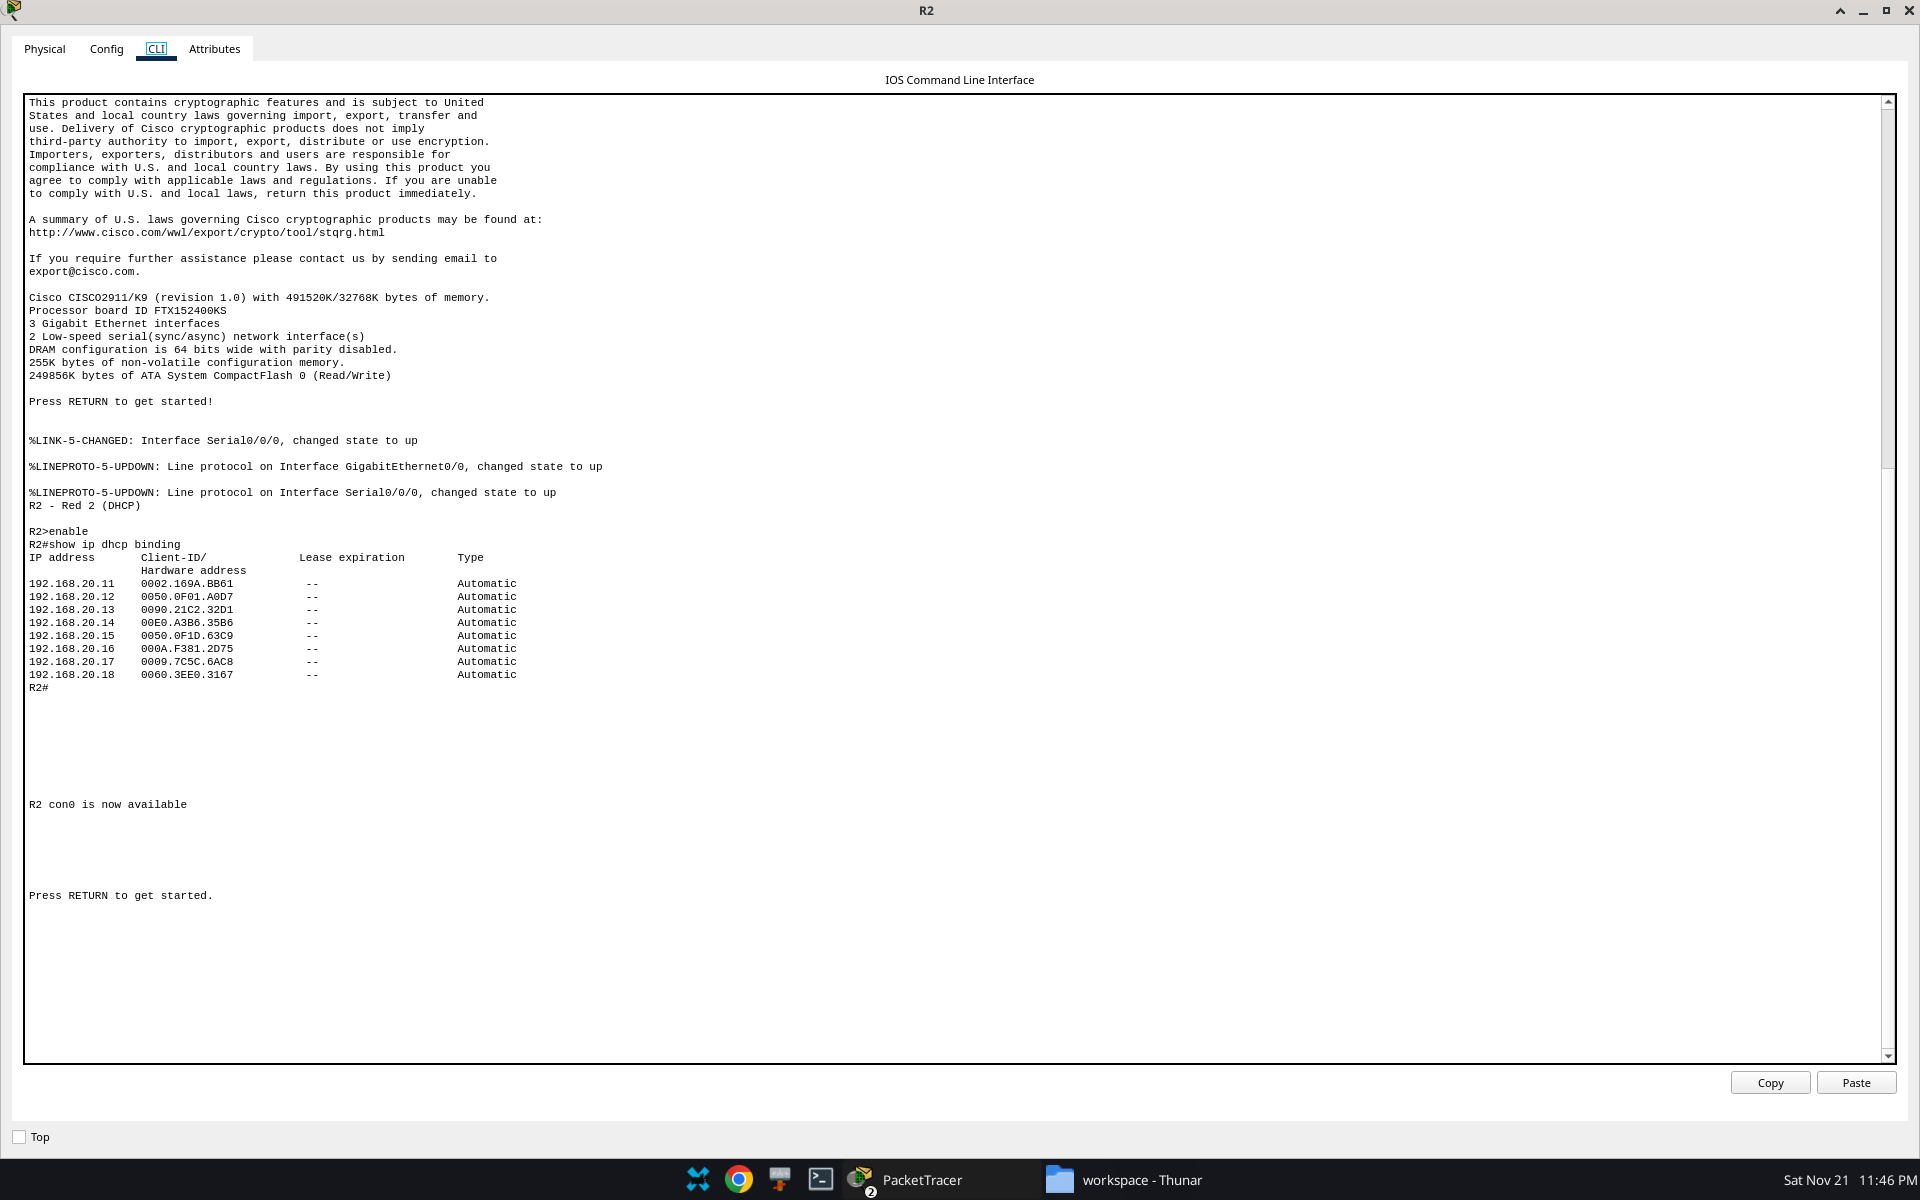 R2
Physical Config CLI Attributes
IOS Command Line Interface
This product contains cryptographic features and is subject to United
States and local country laws governing import, export, transfer and
use. Delivery of Cisco cryptographic products does not imply
third-party authority to import, export, distribute or use encryption.
Importers, exporters, distributors and users are responsible for
compliance with U.S. and local country laws. By using this product you
agree to comply with applicable laws and regulations. If you are unable
to comply with U.S. and local laws, return this product immediately.
A summary of U.S. laws governing Cisco cryptographic products may be found at:
http://www.cisco.com/wwl/export/crypto/tool/stqrg.html
If you require further assistance please contact us by sending email to
export@cisco.com.
Cisco CISCO2911/K9 (revision 1.0) with 491520K/32768K bytes of memory.
Processor board ID FTX152400KS
3 Gigabit Ethernet interfaces
2 Low-speed serial(sync/async) network interface(s)
DRAM configuration is 64 bits wide with parity disabled.
255K bytes of non-volatile configuration memory.
249856K bytes of ATA System CompactFlash 0 (Read/Write)
Press RETURN to get started!
%LINK-5-CHANGED: Interface Serial0/0/0, changed state to up
%LINEPROTO-5-UPDOWN: Line protocol on Interface GigabitEthernet0/0, changed state to up
%LINEPROTO-5-UPDOWN: Line protocol on Interface Serial0/0/0, changed state to up
R2 - Red 2 (DHCP)
R2>enable
R2#show ip dhcp binding
IP address Client-ID/ Lease expiration Type
Hardware address
192.168.20.11 0002.169A.BB61 -- Automatic
192.168.20.12 0050.0F01.A0D7 -- Automatic
192.168.20.13 0090.21C2.32D1 -- Automatic
192.168.20.14 00E0.A3B6.35B6 -- Automatic
192.168.20.15 0050.0F1D.63C9 -- Automatic
192.168.20.16 000A.F381.2D75 -- Automatic
192.168.20.17 0009.7C5C.6AC8 -- Automatic
192.168.20.18 0060.3EE0.3167 -- Automatic
R2#
R2 con0 is now available
Press RETURN to get started.
Copy Paste
Top
2 PacketTracer workspace - Thunar Sat Nov 21 11:46 PM